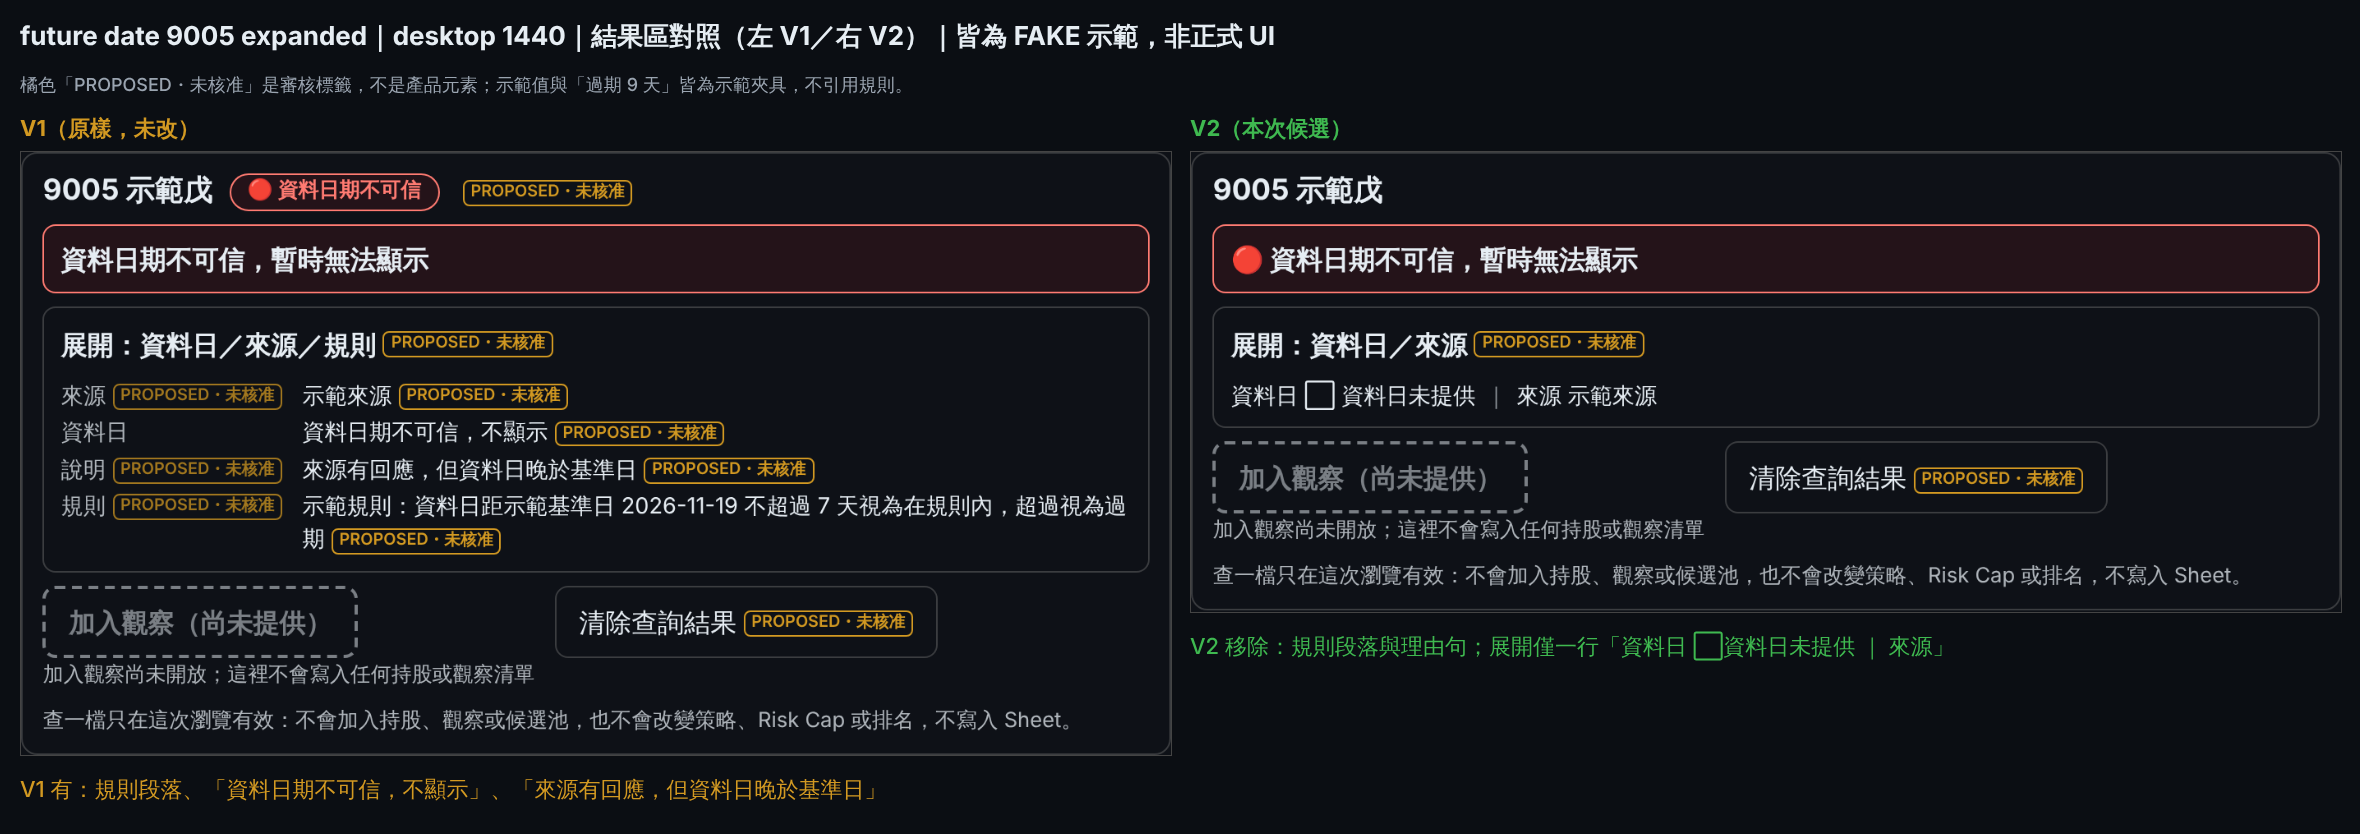 future date 9005 expanded｜desktop 1440｜結果區對照（左 V1／右 V2）｜皆為 FAKE 示範，非正式 UI
橘色「PROPOSED・未核准」是審核標籤，不是產品元素；示範值與「過期 9 天」皆為示範夾具，不引用規則。
V1（原樣，未改）
9005 示範戊 🔴 資料日期不可信 PROPOSED・未核准
資料日期不可信，暫時無法顯示
展開：資料日／來源／規則 PROPOSED・未核准
來源 PROPOSED・未核准 示範來源 PROPOSED・未核准
資料日 資料日期不可信，不顯示 PROPOSED・未核准
說明 PROPOSED・未核准 來源有回應，但資料日晚於基準日 PROPOSED・未核准
規則 PROPOSED・未核准 示範規則：資料日距示範基準日 2026-11-19 不超過 7 天視為在規則內，超過視為過
期 PROPOSED・未核准
加入觀察（尚未提供） 清除查詢結果 PROPOSED・未核准
加入觀察尚未開放；這裡不會寫入任何持股或觀察清單
查一檔只在這次瀏覽有效：不會加入持股、觀察或候選池，也不會改變策略、Risk Cap 或排名，不寫入 Sheet。
V1 有：規則段落、「資料日期不可信，不顯示」、「來源有回應，但資料日晚於基準日」
V2（本次候選）
9005 示範戊
🔴 資料日期不可信，暫時無法顯示
展開：資料日／來源 PROPOSED・未核准
資料日 ⬜ 資料日未提供 ｜ 來源 示範來源
加入觀察（尚未提供） 清除查詢結果 PROPOSED・未核准
加入觀察尚未開放；這裡不會寫入任何持股或觀察清單
查一檔只在這次瀏覽有效：不會加入持股、觀察或候選池，也不會改變策略、Risk Cap 或排名，不寫入 Sheet。
V2 移除：規則段落與理由句；展開僅一行「資料日 ⬜資料日未提供 ｜ 來源」